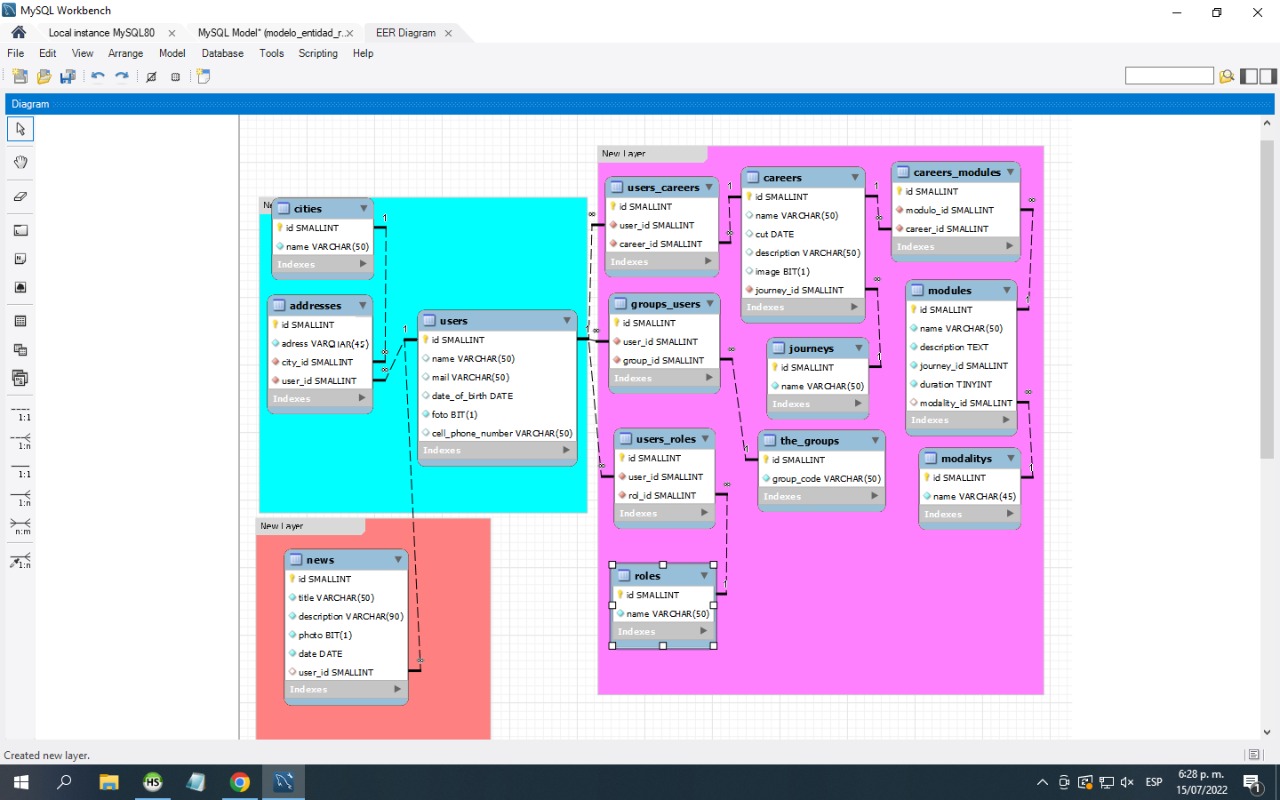 MySQL Workbench
Local instance MySQL80
MySQL Model* (modelo_entidad_r...
EER Diagram
File Edit View Arrange Model Database Tools Scripting Help
Diagram
1:1
1:n
1:1
1:n
n:m
1:n
cities
id SMALLINT
name VARCHAR(50)
Indexes
addresses
id SMALLINT
adress VARCHAR(45)
city_id SMALLINT
user_id SMALLINT
Indexes
users
id SMALLINT
name VARCHAR(50)
mail VARCHAR(50)
date_of_birth DATE
foto BIT(1)
cell_phone_number VARCHAR(50)
Indexes
New Layer
news
id SMALLINT
title VARCHAR(50)
description VARCHAR(90)
photo BIT(1)
date DATE
user_id SMALLINT
Indexes
New Layer
users_careers
id SMALLINT
user_id SMALLINT
career_id SMALLINT
Indexes
groups_users
id SMALLINT
user_id SMALLINT
group_id SMALLINT
Indexes
users_roles
id SMALLINT
user_id SMALLINT
rol_id SMALLINT
Indexes
roles
id SMALLINT
name VARCHAR(50)
Indexes
careers
id SMALLINT
name VARCHAR(50)
cut DATE
description VARCHAR(50)
image BIT(1)
journey_id SMALLINT
Indexes
journeys
id SMALLINT
name VARCHAR(50)
Indexes
the_groups
id SMALLINT
group_code VARCHAR(50)
Indexes
careers_modules
id SMALLINT
modulo_id SMALLINT
career_id SMALLINT
Indexes
modules
id SMALLINT
name VARCHAR(50)
description TEXT
journey_id SMALLINT
duration TINYINT
modality_id SMALLINT
Indexes
modalitys
id SMALLINT
name VARCHAR(45)
Indexes
Created new layer.
HS
ESP
6:28 p. m.
15/07/2022
1